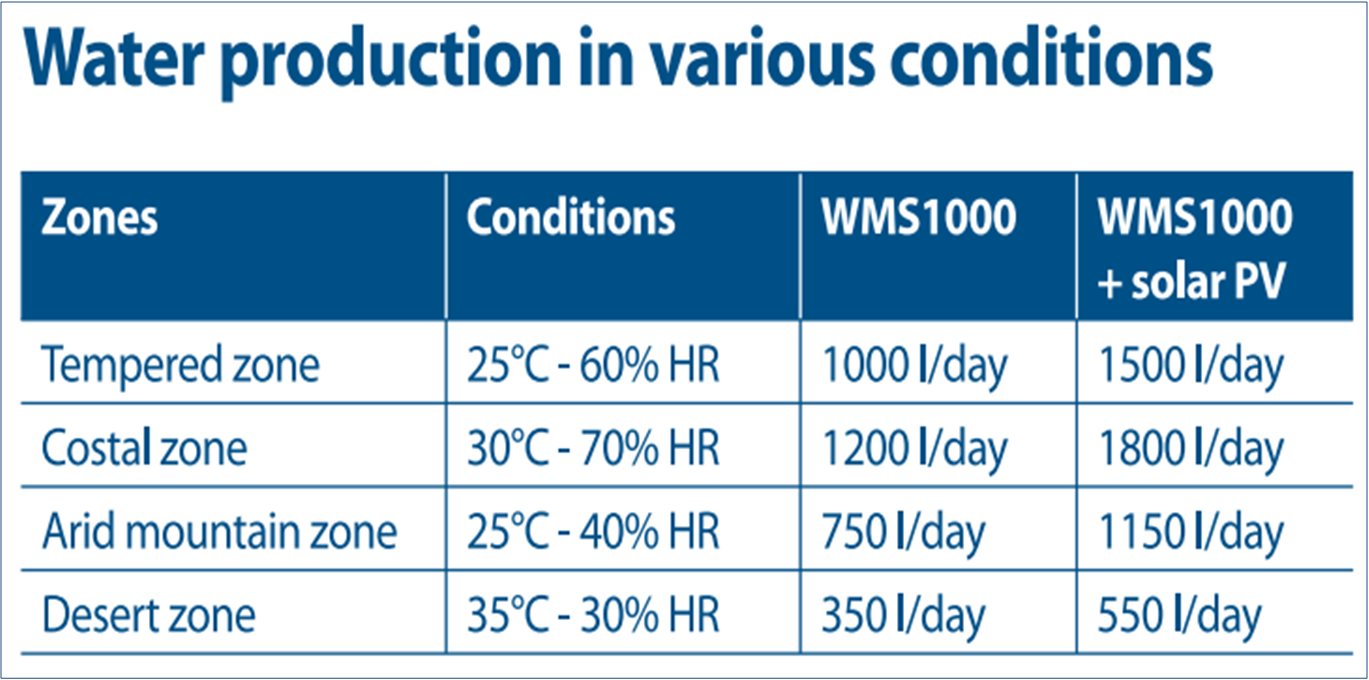 Water production in various conditions
Zones Conditions WMS1000 WMS1000 + solar PV
Tempered zone 25°C - 60% HR 1000 l/day 1500 l/day
Costal zone 30°C - 70% HR 1200 l/day 1800 l/day
Arid mountain zone 25°C - 40% HR 750 l/day 1150 l/day
Desert zone 35°C - 30% HR 350 l/day 550 l/day